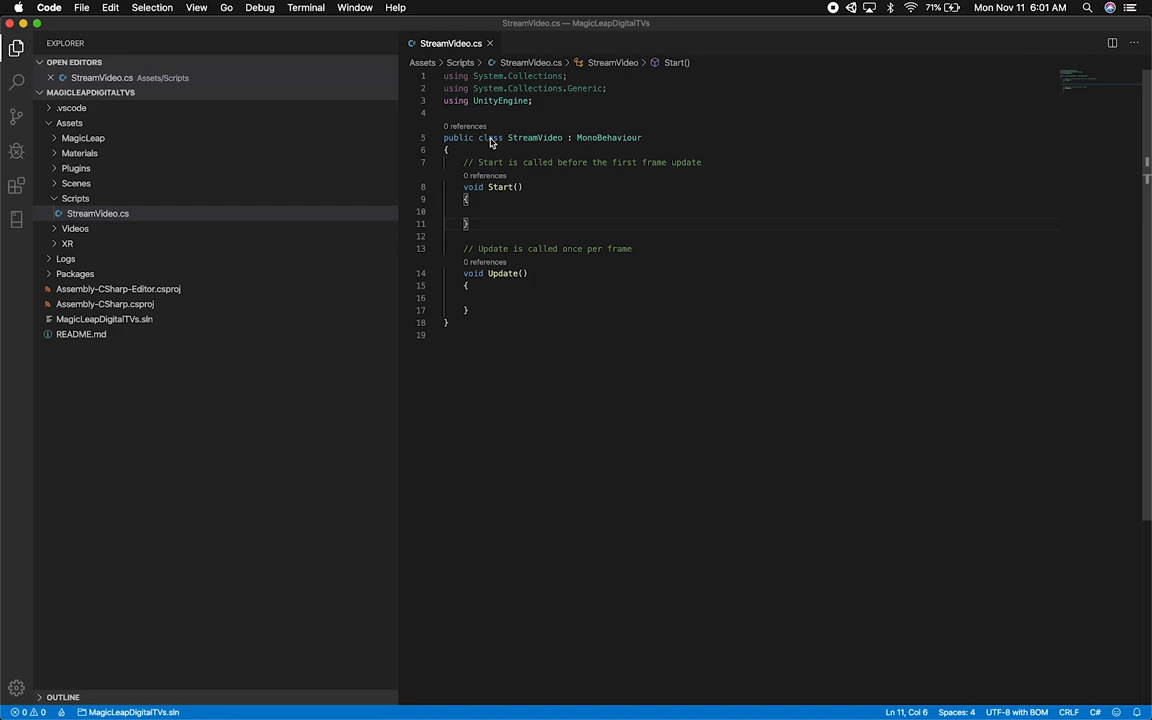 Code File Edit Selection View Go Debug Terminal Window Help 71% Mon Nov 11 6:01 AM
StreamVideo.cs — MagicLeapDigitalTVs
EXPLORER
OPEN EDITORS
StreamVideo.cs Assets/Scripts
MAGICLEAPDIGITALTVS
.vscode
Assets
MagicLeap
Materials
Plugins
Scenes
Scripts
StreamVideo.cs
Videos
XR
Logs
Packages
Assembly-CSharp-Editor.csproj
Assembly-CSharp.csproj
MagicLeapDigitalTVs.sln
README.md
OUTLINE
StreamVideo.cs
Assets > Scripts > StreamVideo.cs > StreamVideo > Start()
1 using System.Collections;
2 using System.Collections.Generic;
3 using UnityEngine;
4
0 references
5 public class StreamVideo : MonoBehaviour
6 {
7 // Start is called before the first frame update
0 references
8 void Start()
9 {
10
11 }
12
13 // Update is called once per frame
0 references
14 void Update()
15 {
16
17 }
18 }
19
0 0 MagicLeapDigitalTVs.sln Ln 11, Col 6 Spaces: 4 UTF-8 with BOM CRLF C#